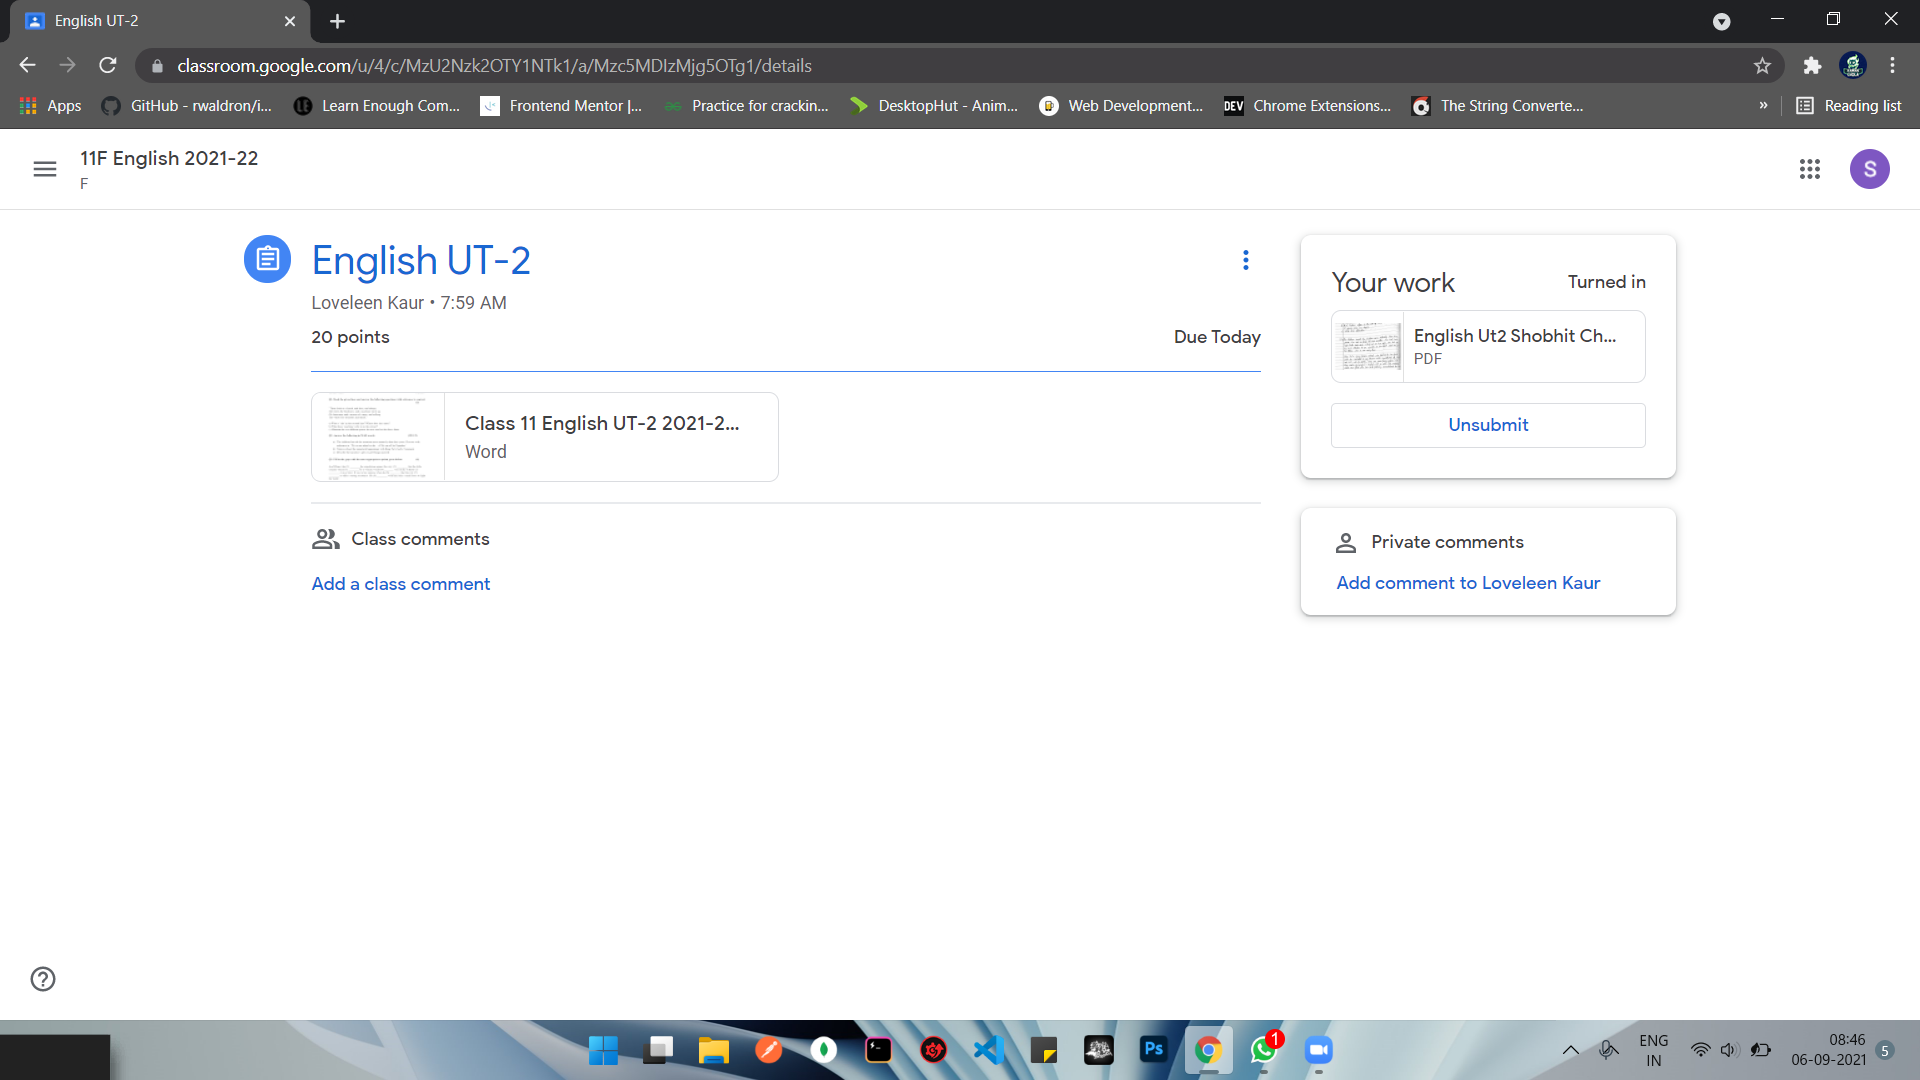 English UT-2
classroom.google.com/u/4/c/MzU2Nzk2OTY1NTk1/a/Mzc5MDIzMjg5OTg1/details
Apps
GitHub - rwaldron/i...
Learn Enough Com...
Frontend Mentor |...
Practice for crackin...
DesktopHut - Anim...
Web Development...
DEV
Chrome Extensions...
The String Converte...
»
Reading list
11F English 2021-22
F
S
English UT-2
Loveleen Kaur • 7:59 AM
20 points
Due Today
Class 11 English UT-2 2021-2...
Word
Class comments
Add a class comment
Your work
Turned in
English Ut2 Shobhit Ch...
PDF
Unsubmit
Private comments
Add comment to Loveleen Kaur
Ps
1
ENG
IN
08:46
06-09-2021
5